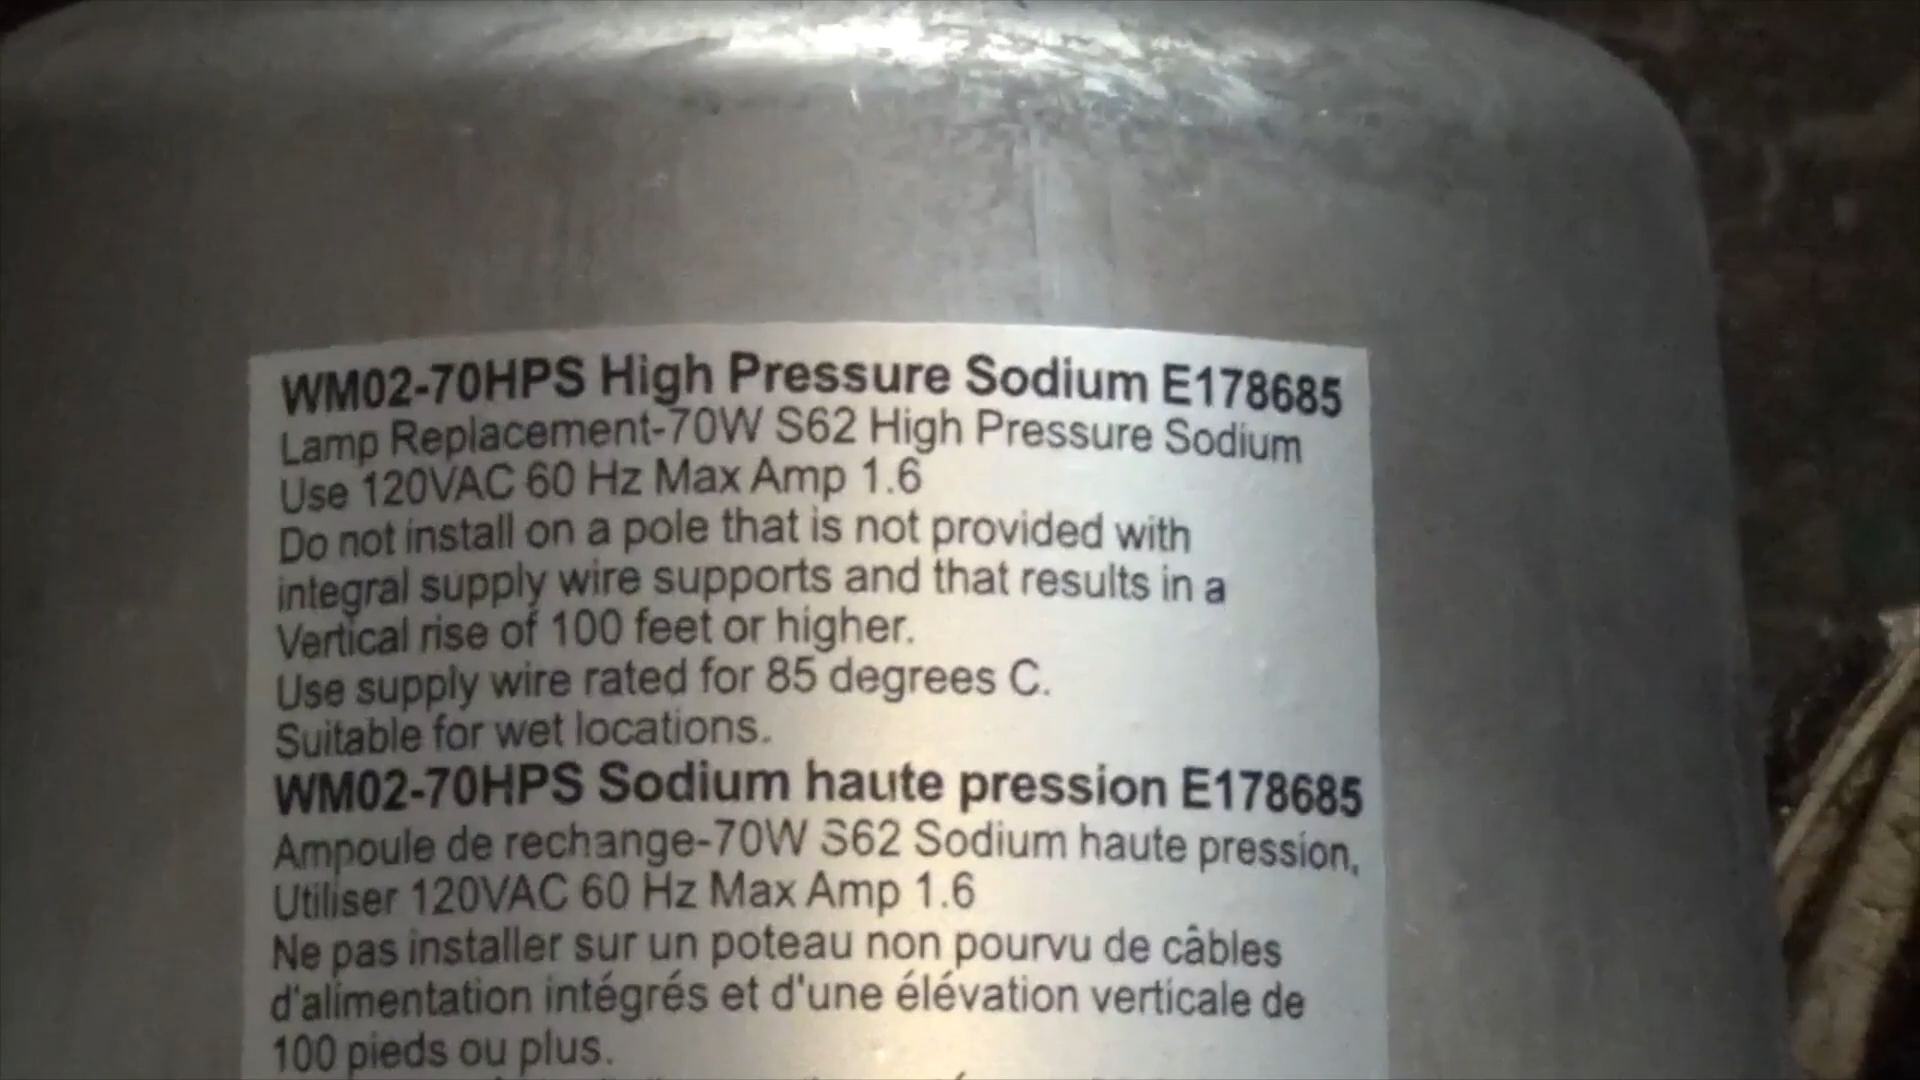 WM02-70HPS High Pressure Sodium E178685
Lamp Replacement-70W S62 High Pressure Sodium
Use 120VAC 60 Hz Max Amp 1.6
Do not install on a pole that is not provided with
integral supply wire supports and that results in a
Vertical rise of 100 feet or higher.
Use supply wire rated for 85 degrees C.
Suitable for wet locations.
WM02-70HPS Sodium haute pression E178685
Ampoule de rechange-70W S62 Sodium haute pression,
Utiliser 120VAC 60 Hz Max Amp 1.6
Ne pas installer sur un poteau non pourvu de câbles
d'alimentation intégrés et d'une élévation verticale de
100 pieds ou plus.